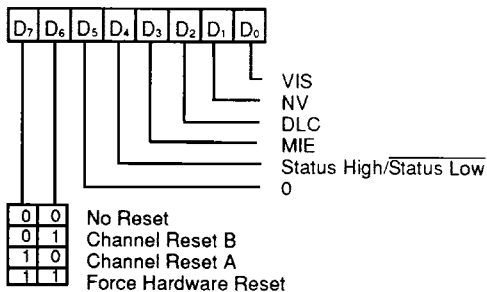 D7 D6 D5 D4 D3 D2 D1 D0
VIS
NV
DLC
MIE
Status High/Status Low
0
0 0 No Reset
0 1 Channel Reset B
1 0 Channel Reset A
1 1 Force Hardware Reset